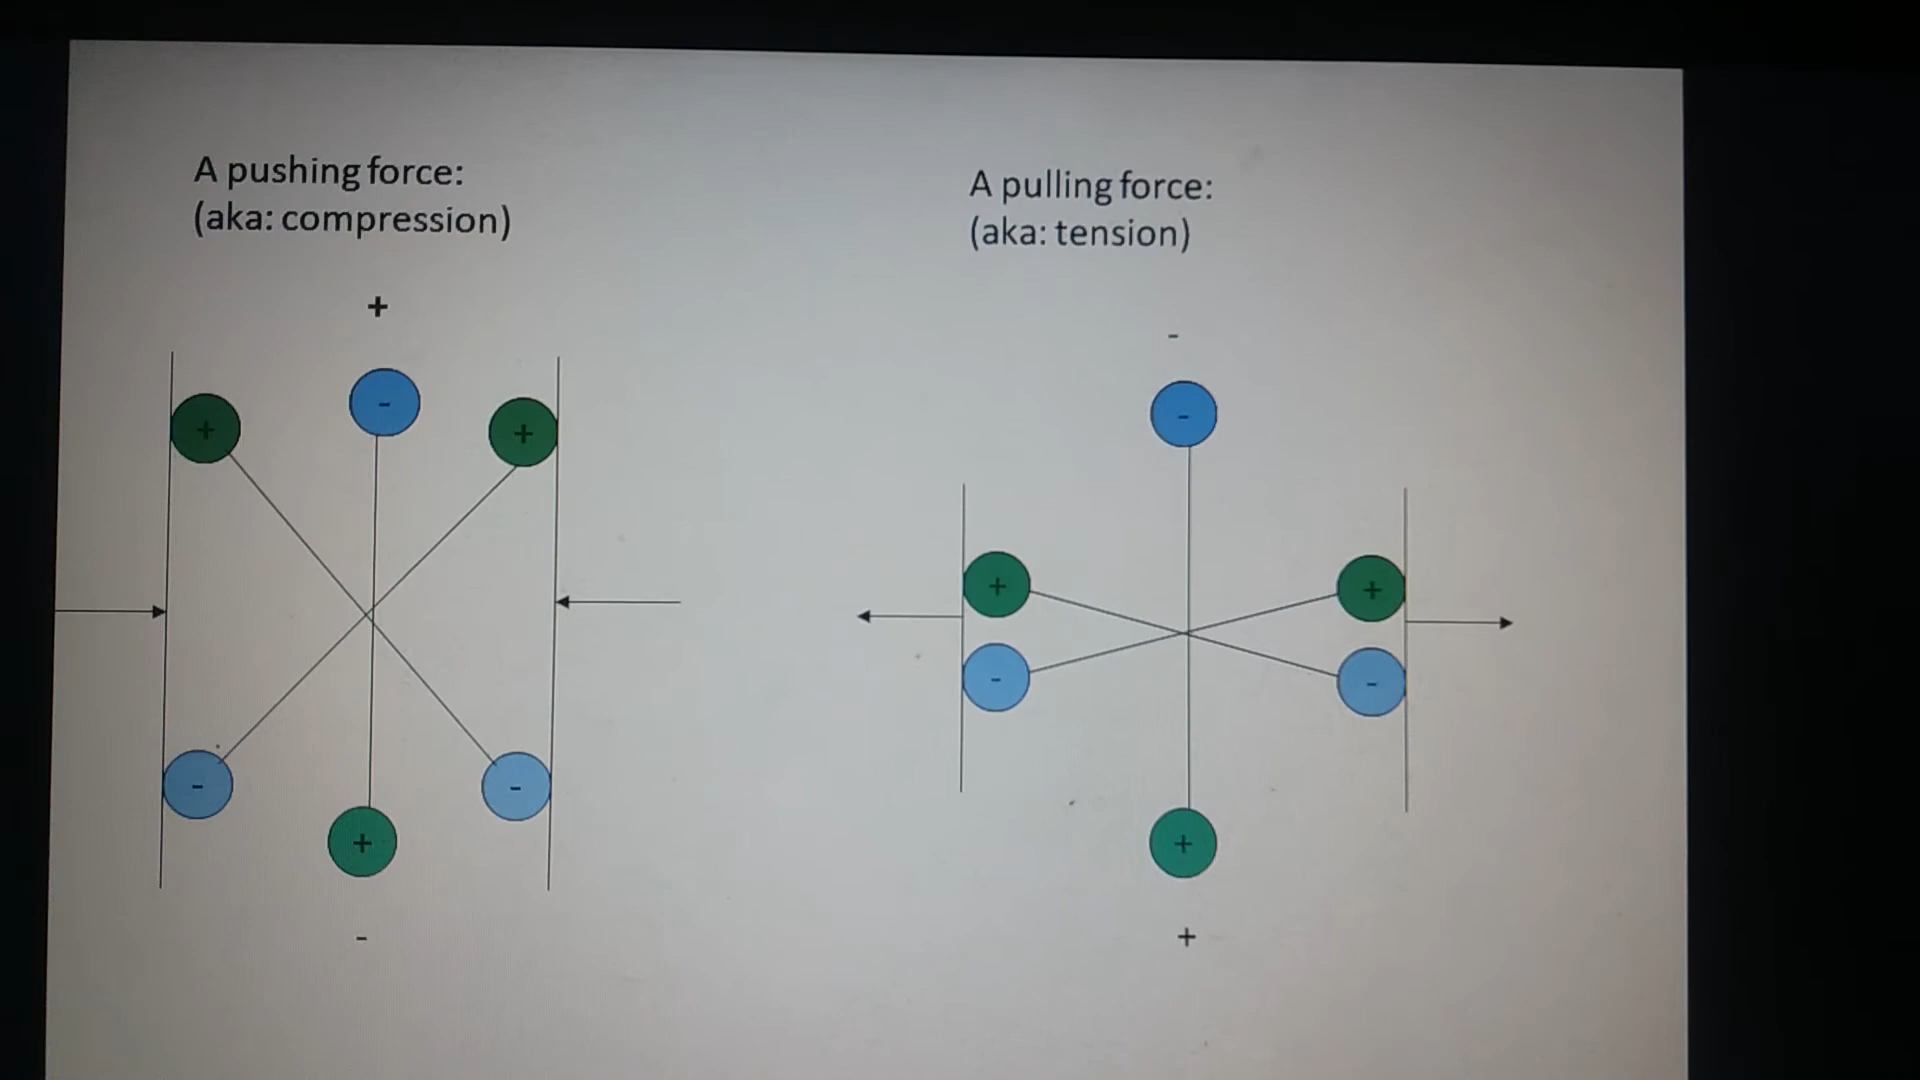 A pushing force:
(aka: compression)
+
+ - +
- + -
-
A pulling force:
(aka: tension)
-
-
+ +
- -
+
+